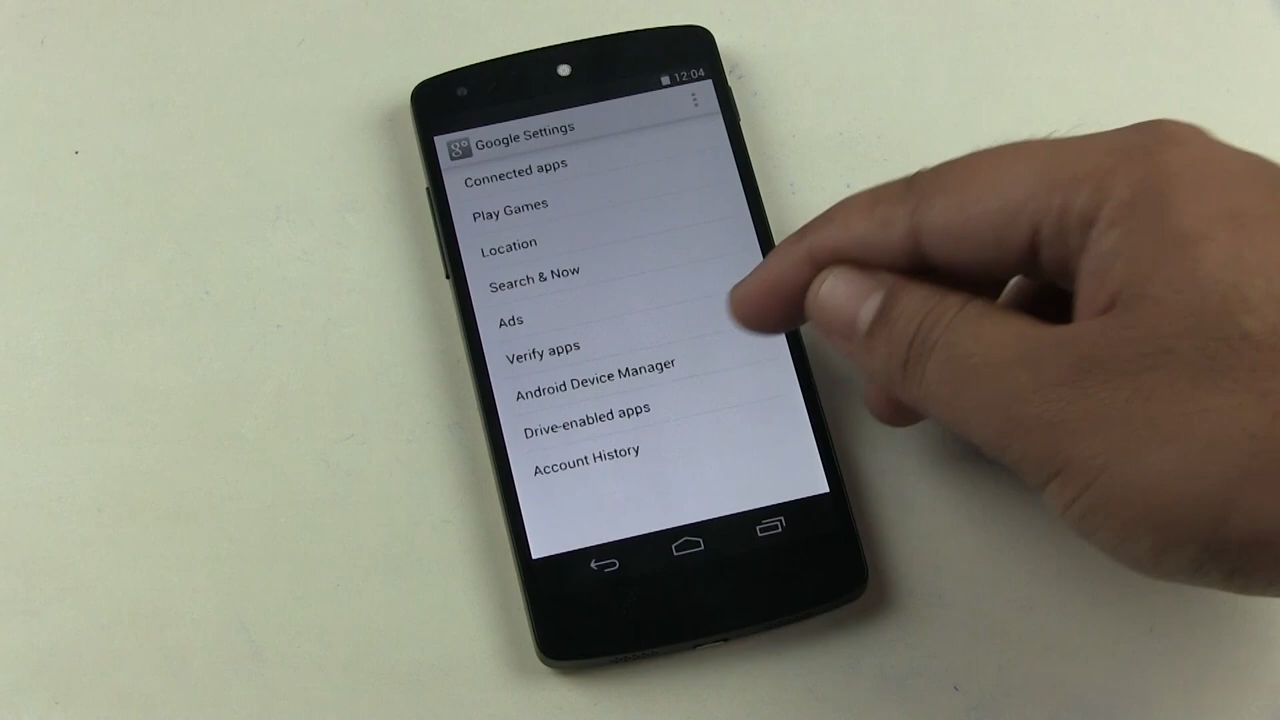 12:04
Google Settings
Connected apps
Play Games
Location
Search & Now
Ads
Verify apps
Android Device Manager
Drive-enabled apps
Account History